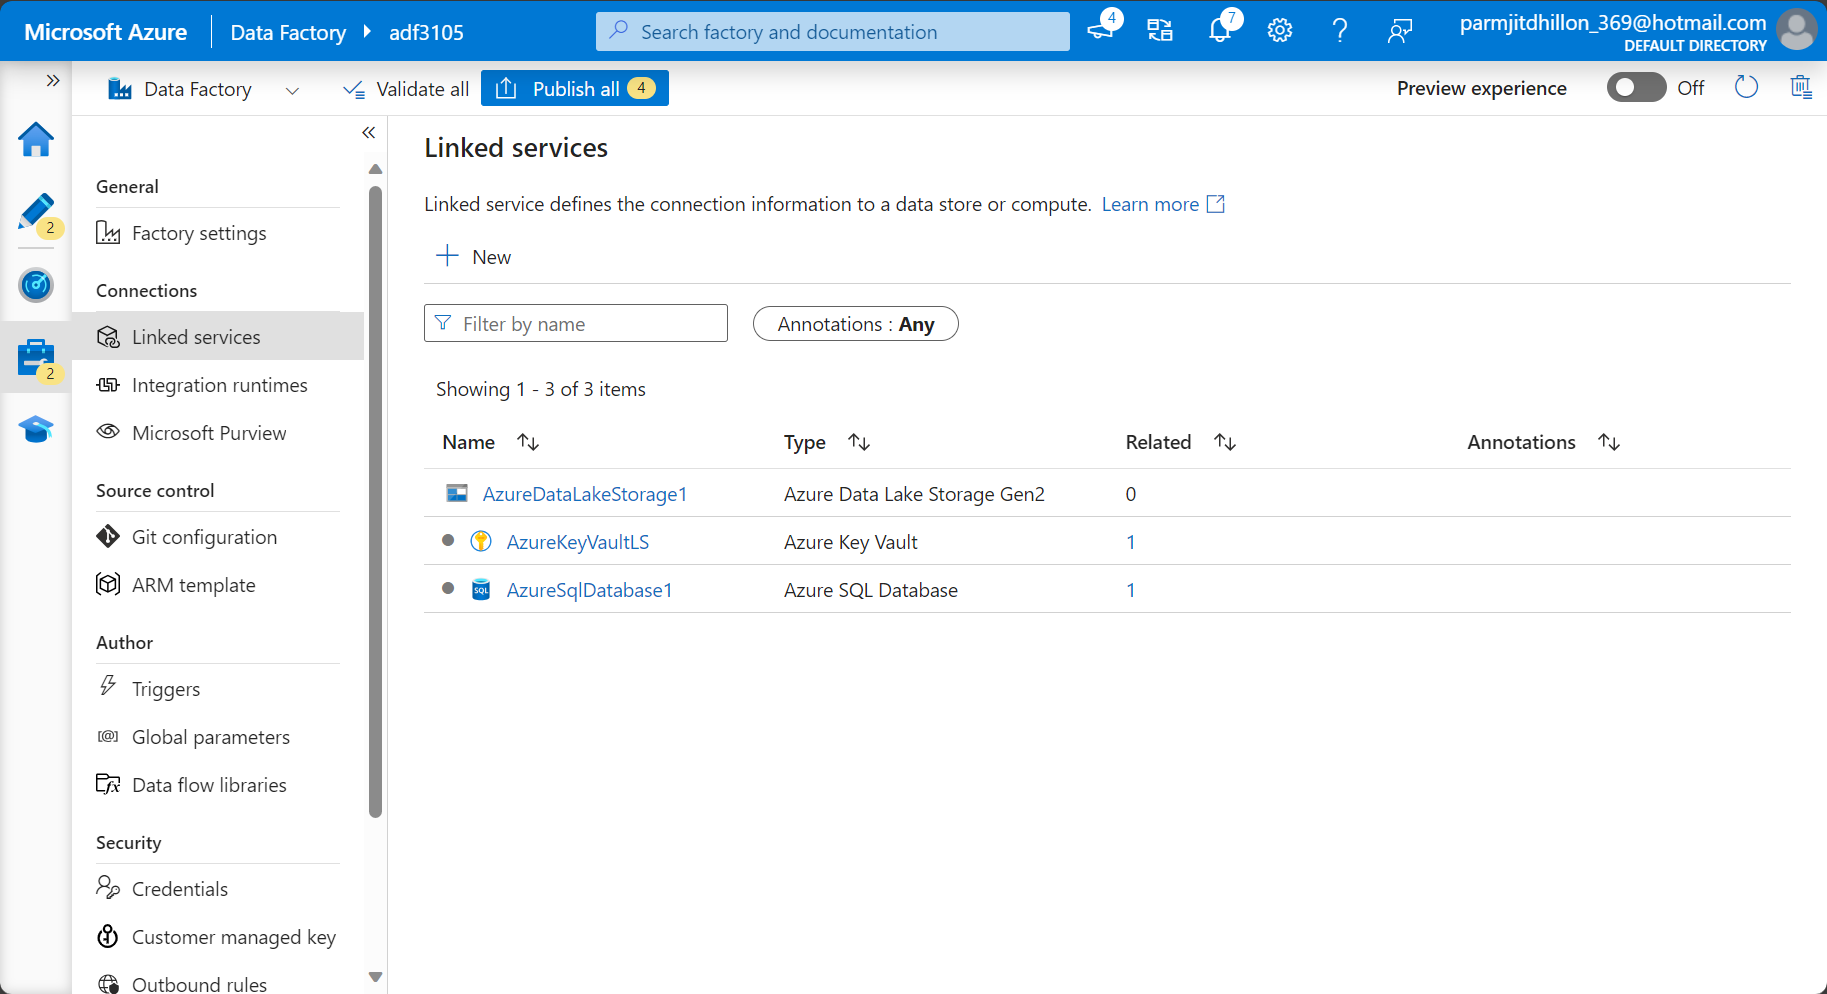 Microsoft Azure
Data Factory
adf3105
Search factory and documentation
4
7
parmjitdhillon_369@hotmail.com
DEFAULT DIRECTORY
Data Factory
Validate all
Publish all 4
Preview experience
Off
2
2
General
Factory settings
Connections
Linked services
Integration runtimes
Microsoft Purview
Source control
Git configuration
ARM template
Author
Triggers
Global parameters
Data flow libraries
Security
Credentials
Customer managed key
Outbound rules
Linked services
Linked service defines the connection information to a data store or compute. Learn more
New
Filter by name
Annotations : Any
Showing 1 - 3 of 3 items
Name Type Related Annotations
AzureDataLakeStorage1 Azure Data Lake Storage Gen2 0
AzureKeyVaultLS Azure Key Vault 1
SQL AzureSqlDatabase1 Azure SQL Database 1